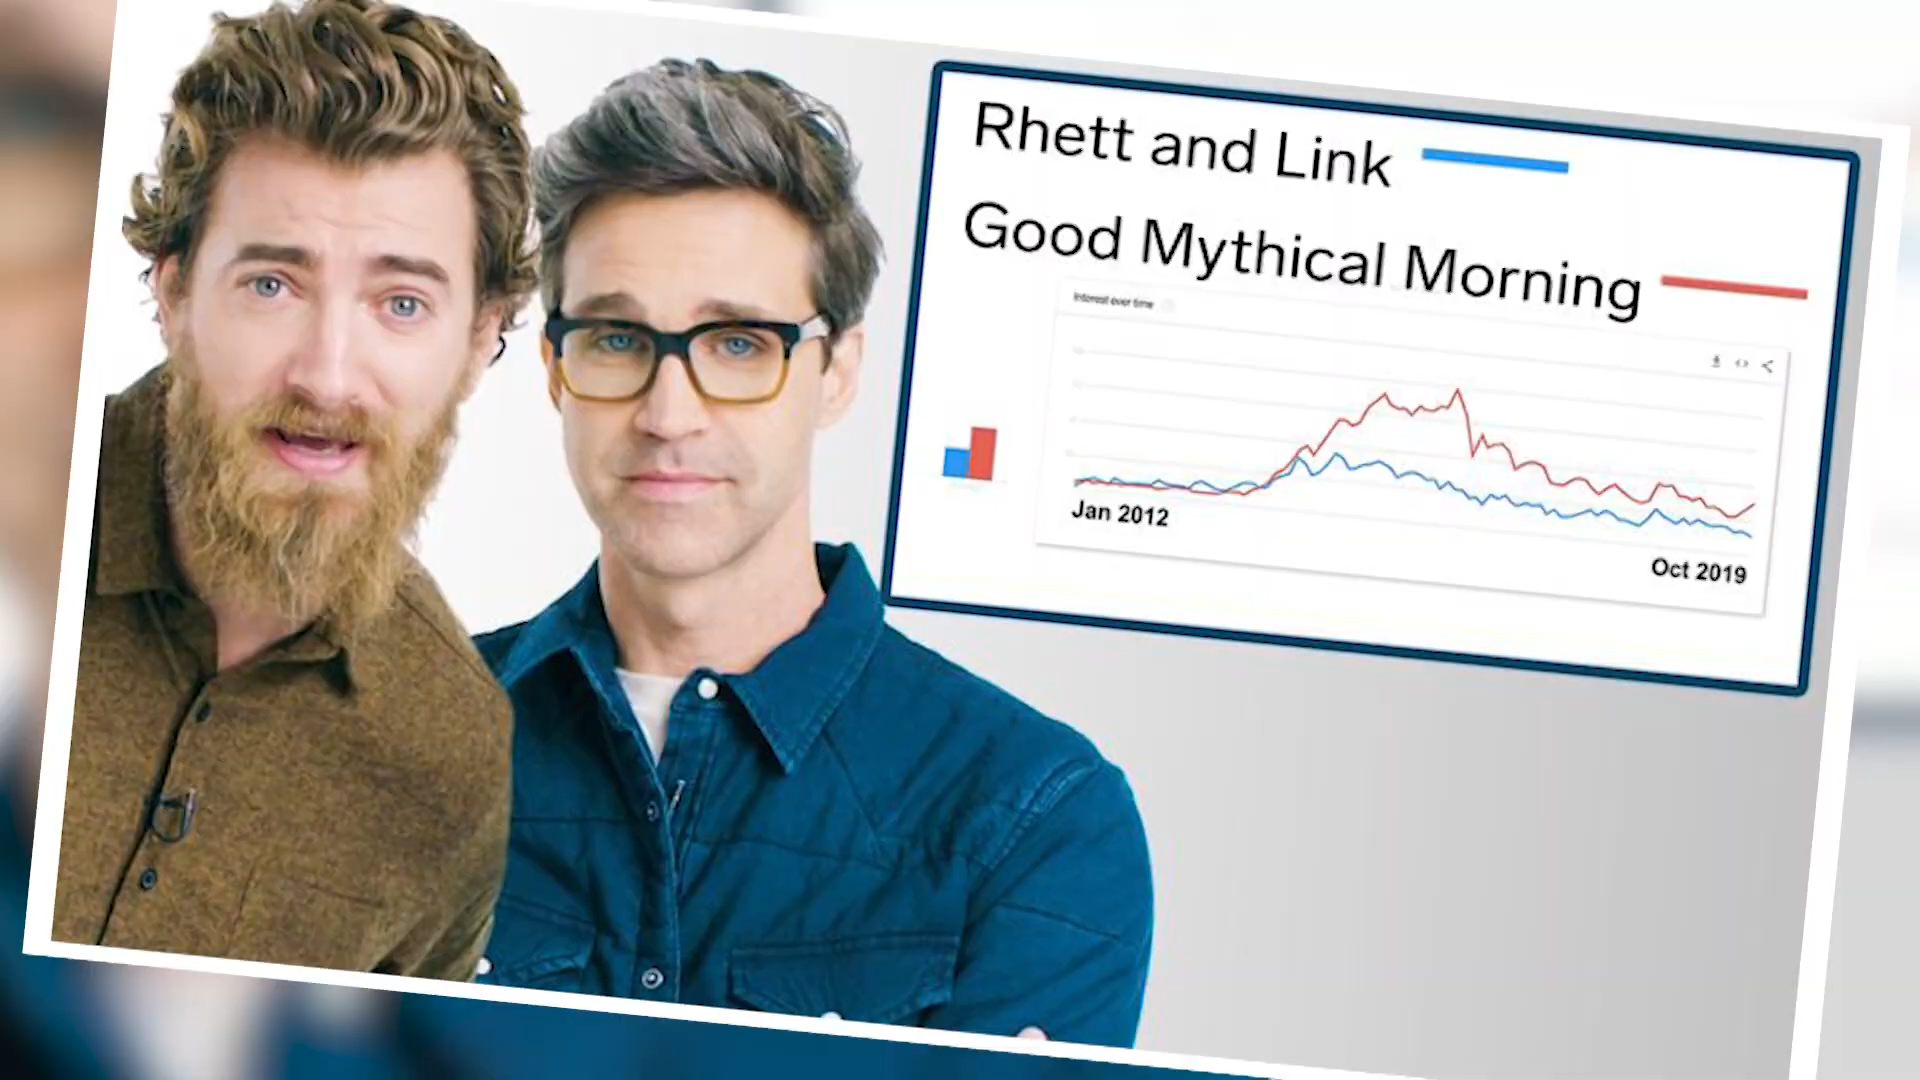 Rhett and Link
Good Mythical Morning
Interest over time
Jan 2012
Oct 2019